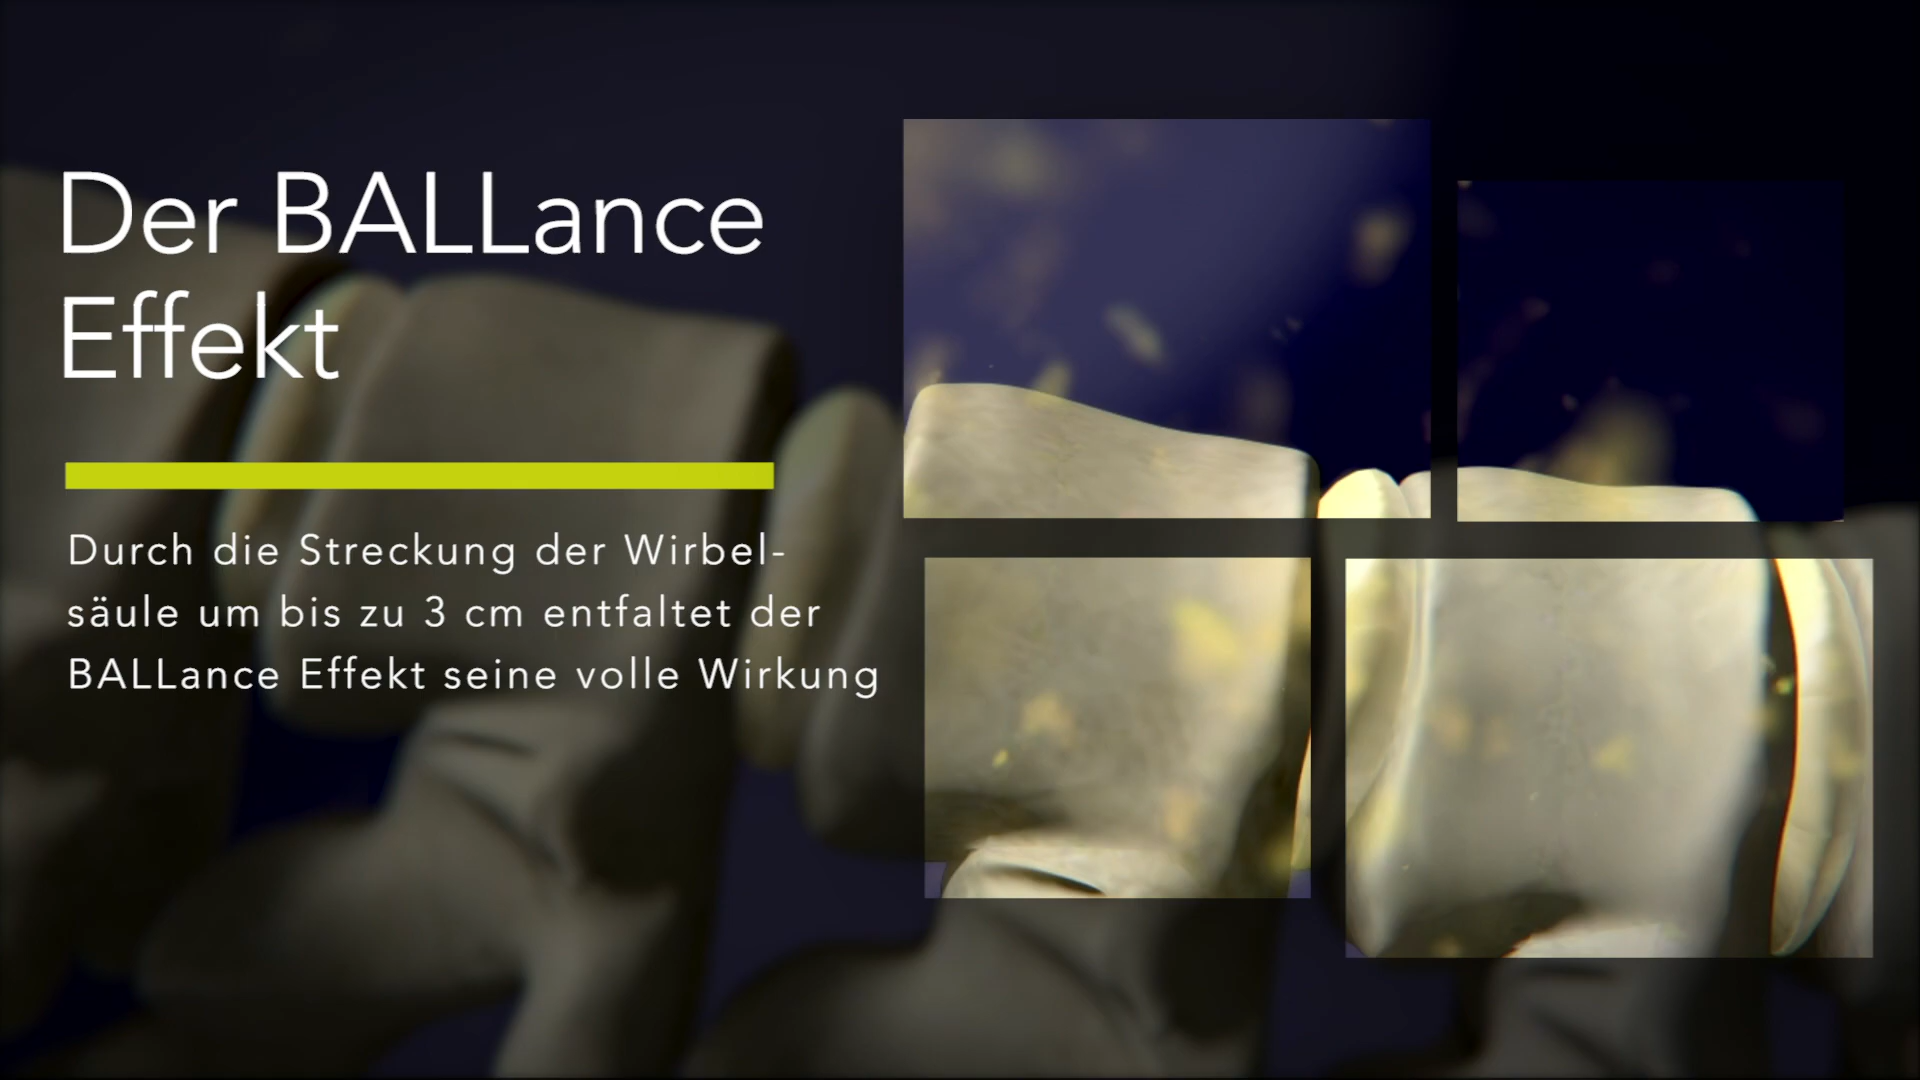 Der BALLance
Effekt
Durch die Streckung der Wirbel-
säule um bis zu 3 cm entfaltet der
BALLance Effekt seine volle Wirkung